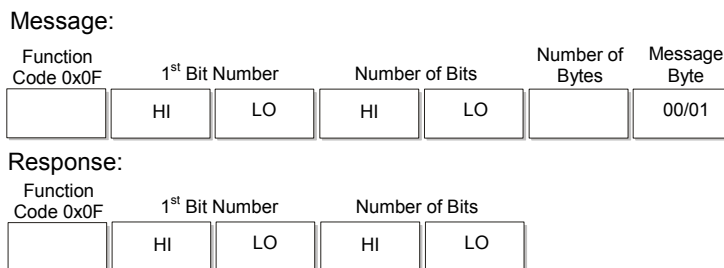 Message:
Function Code 0x0F
1st Bit Number
Number of Bits
Number of Bytes
Message Byte
HI LO HI LO 00/01
Response:
Function Code 0x0F
1st Bit Number
Number of Bits
HI LO HI LO